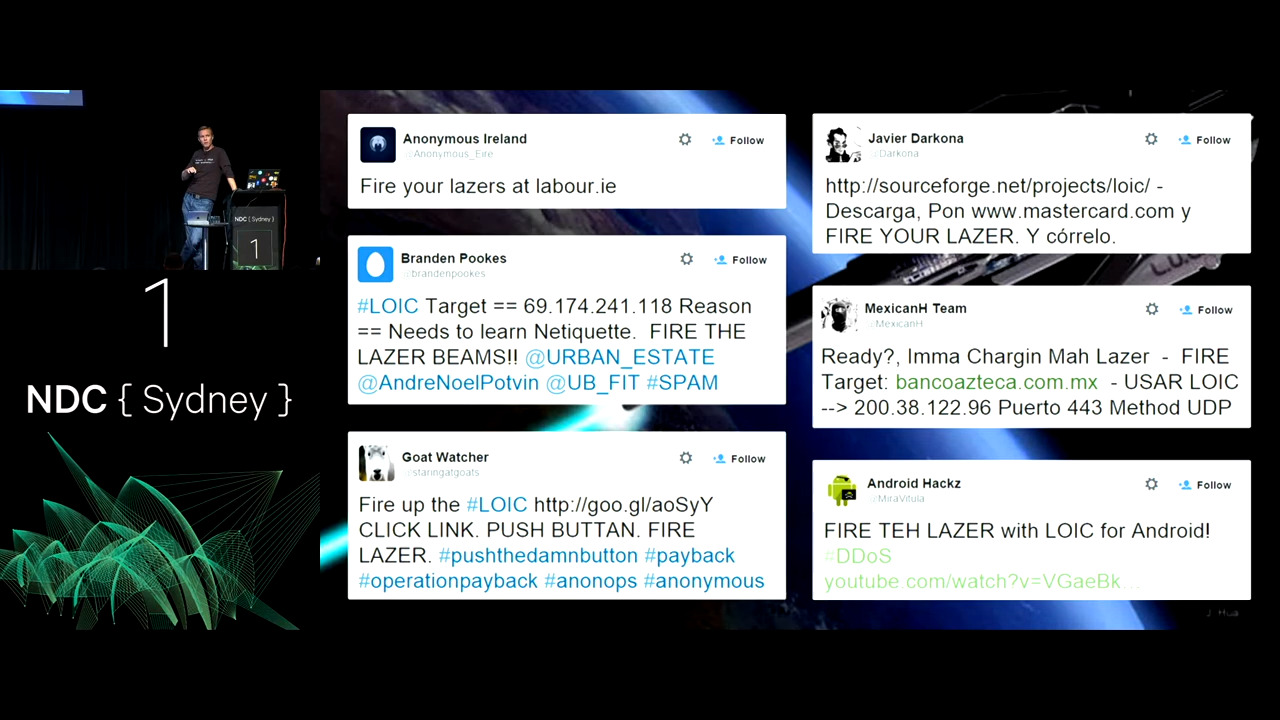 NDC { Sydney }
1
1
NDC { Sydney }
Anonymous Ireland
@Anonymous_Eire
Follow
Fire your lazers at labour.ie
Branden Pookes
@brandenpookes
Follow
#LOIC Target == 69.174.241.118 Reason
== Needs to learn Netiquette. FIRE THE
LAZER BEAMS!! @URBAN_ESTATE
@AndreNoelPotvin @UB_FIT #SPAM
Goat Watcher
@staringatgoats
Follow
Fire up the #LOIC http://goo.gl/aoSyY
CLICK LINK. PUSH BUTTAN. FIRE
LAZER. #pushthedamnbutton #payback
#operationpayback #anonops #anonymous
Javier Darkona
@Darkona
Follow
http://sourceforge.net/projects/loic/ -
Descarga, Pon www.mastercard.com y
FIRE YOUR LAZER. Y córrelo.
MexicanH Team
@MexicanH
Follow
Ready?, Imma Chargin Mah Lazer - FIRE
Target: bancoazteca.com.mx - USAR LOIC
--> 200.38.122.96 Puerto 443 Method UDP
Android Hackz
@MiraVitula
Follow
FIRE TEH LAZER with LOIC for Android!
#DDoS
youtube.com/watch?v=VGaeBk...
J. Hua